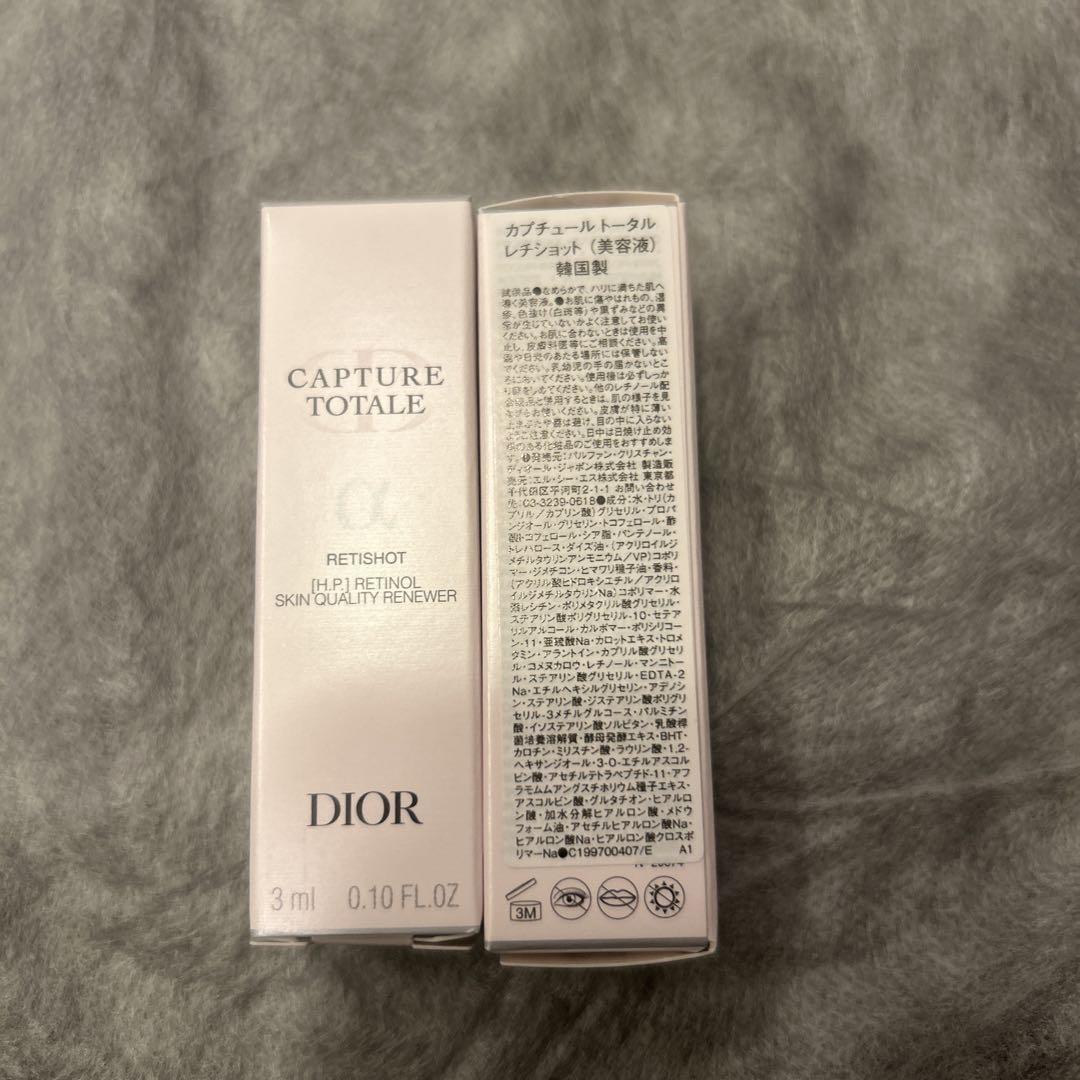 CAPTURE
TOTALE
RETISHOT
[H.P.] RETINOL
SKIN QUALITY RENEWER
DIOR
3 ml 0.10 FL.OZ
カプチュール トータル
レチショット（美容液）
韓国製
試供品●なめらかで、ハリに満ちた肌へ
導く美容液。●お肌に傷やはれもの、湿
疹、色抜け（白斑等）や黒ずみなどの異
常が生じていないかよく注意してお使い
ください。お肌に合わないときは使用を中
止し、皮膚科医等にご相談ください。高
温や日光のあたる場所には保管しない
でください。乳幼児の手の届かないとこ
ろにおいてください。使用後は必ずしっか
り蓋をしめてください。他のレチノール配
合製品と併用するときは、肌の様子を見
ながらお使いください。皮膚が特に薄い
上まぶたや唇は避け、目の中に入らない
ようご注意ください。日中は日焼け止め効
果のある化粧品のご使用をおすすめしま
す。●発売元：パルファン・クリスチャン・
ディオール・ジャポン株式会社 製造販
売元：エル・シー・エス株式会社 東京都
千代田区平河町2-1-1 お問い合わせ
先：03-3239-0618●成分：水・トリ（カ
プリル／カプリン酸）グリセリル・プロパ
ンジオール・グリセリン・トコフェロール・酢
酸トコフェロール・シア脂・パンテノール・
トレハロース・ダイズ油・（アクリロイルジ
メチルタウリンアンモニウム／VP）コポリ
マー・ジメチコン・ヒマワリ種子油・香料・
（アクリル酸ヒドロキシエチル／アクリロ
イルジメチルタウリンNa）コポリマー・水
添レシチン・ポリメタクリル酸グリセリル・
ステアリン酸ポリグリセリル-10・セテア
リルアルコール・カルボマー・ポリシリコー
ン-11・亜硫酸Na・カロットエキス・トロメ
タミン・アラントイン・カプリル酸グリセリ
ル・コメヌカロウ・レチノール・マンニトー
ル・ステアリン酸グリセリル・EDTA-2
Na・エチルヘキシルグリセリン・アデノシ
ン・ステアリン酸・ジステアリン酸ポリグリ
セリル-3メチルグルコース・パルミチン
酸・イソステアリン酸ソルビタン・乳酸桿
菌培養溶解質・酵母発酵エキス・BHT・
カロチン・ミリスチン酸・ラウリン酸・1,2-
ヘキサンジオール・3-O-エチルアスコル
ビン酸・アセチルテトラペプチド-11・アフ
ラモムムアングスチホリウム種子エキス・
アスコルビン酸・グルタチオン・ヒアルロ
ン酸・加水分解ヒアルロン酸・メドウ
フォーム油・アセチルヒアルロン酸Na・
ヒアルロン酸Na・ヒアルロン酸クロスポ
リマーNa●C199700407/E A1
3M